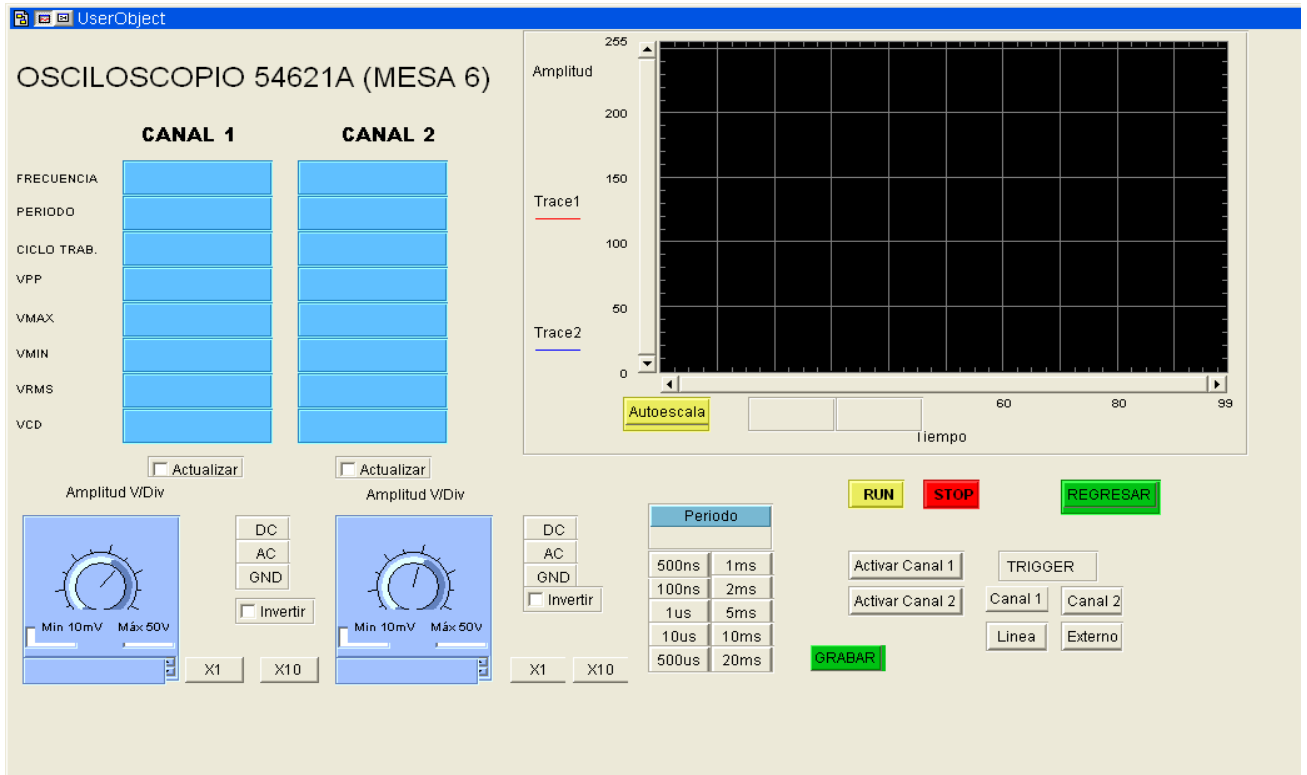 UserObject
OSCILOSCOPIO 54621A (MESA 6)
CANAL 1
CANAL 2
FRECUENCIA
PERIODO
CICLO TRAB.
VPP
VMAX
VMIN
VRMS
VCD
Actualizar
Actualizar
Amplitud V/Div
Amplitud V/Div
Min 10mV Máx 50V
DC
AC
GND
Invertir
X1
X10
Min 10mV Máx 50V
DC
AC
GND
Invertir
X1
X10
255
Amplitud
200
150
Trace1
100
50
Trace2
0
Autoescala
60
80
99
Tiempo
Periodo
500ns 1ms
100ns 2ms
1us 5ms
10us 10ms
500us 20ms
RUN
STOP
REGRESAR
Activar Canal 1
Activar Canal 2
TRIGGER
Canal 1
Canal 2
Linea
Externo
GRABAR